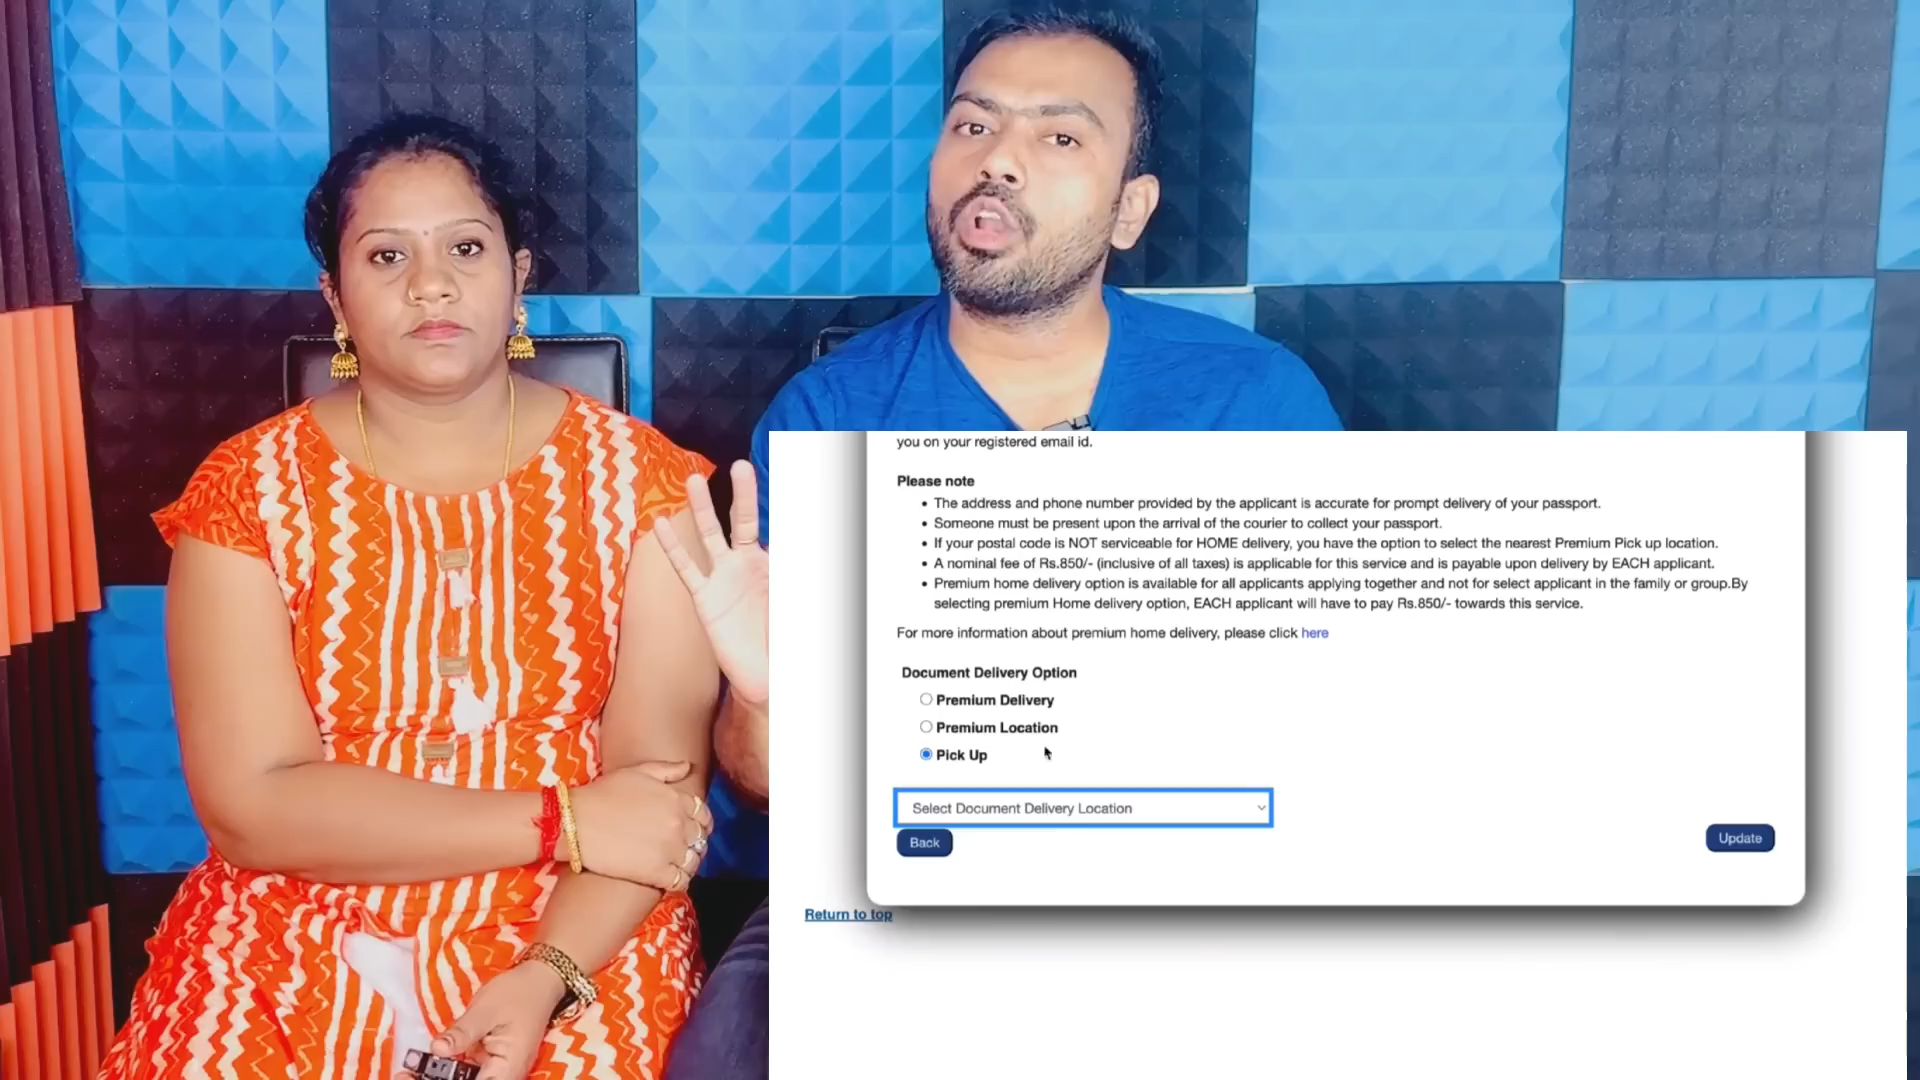 you on your registered email id.
Please note
• The address and phone number provided by the applicant is accurate for prompt delivery of your passport.
• Someone must be present upon the arrival of the courier to collect your passport.
• If your postal code is NOT serviceable for HOME delivery, you have the option to select the nearest Premium Pick up location.
• A nominal fee of Rs.850/- (inclusive of all taxes) is applicable for this service and is payable upon delivery by EACH applicant.
• Premium home delivery option is available for all applicants applying together and not for select applicant in the family or group.By
selecting premium Home delivery option, EACH applicant will have to pay Rs.850/- towards this service.
For more information about premium home delivery, please click here
Document Delivery Option
Premium Delivery
Premium Location
Pick Up
Select Document Delivery Location
Back
Update
Return to top